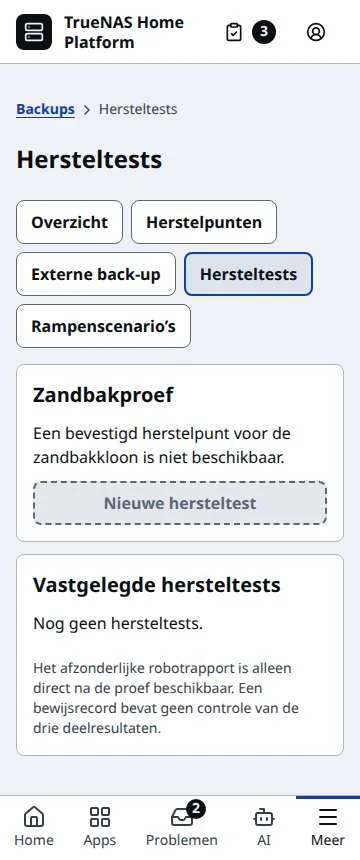 TrueNAS Home
Platform
3
Backups > Hersteltests
Hersteltests
Overzicht
Herstelpunten
Externe back-up
Hersteltests
Rampenscenario’s
Zandbakproef
Een bevestigd herstelpunt voor de
zandbakkloon is niet beschikbaar.
Nieuwe hersteltest
Vastgelegde hersteltests
Nog geen hersteltests.
Het afzonderlijke robotrapport is alleen
direct na de proef beschikbaar. Een
bewijsrecord bevat geen controle van de
drie deelresultaten.
2
Home
Apps
Problemen
AI
Meer